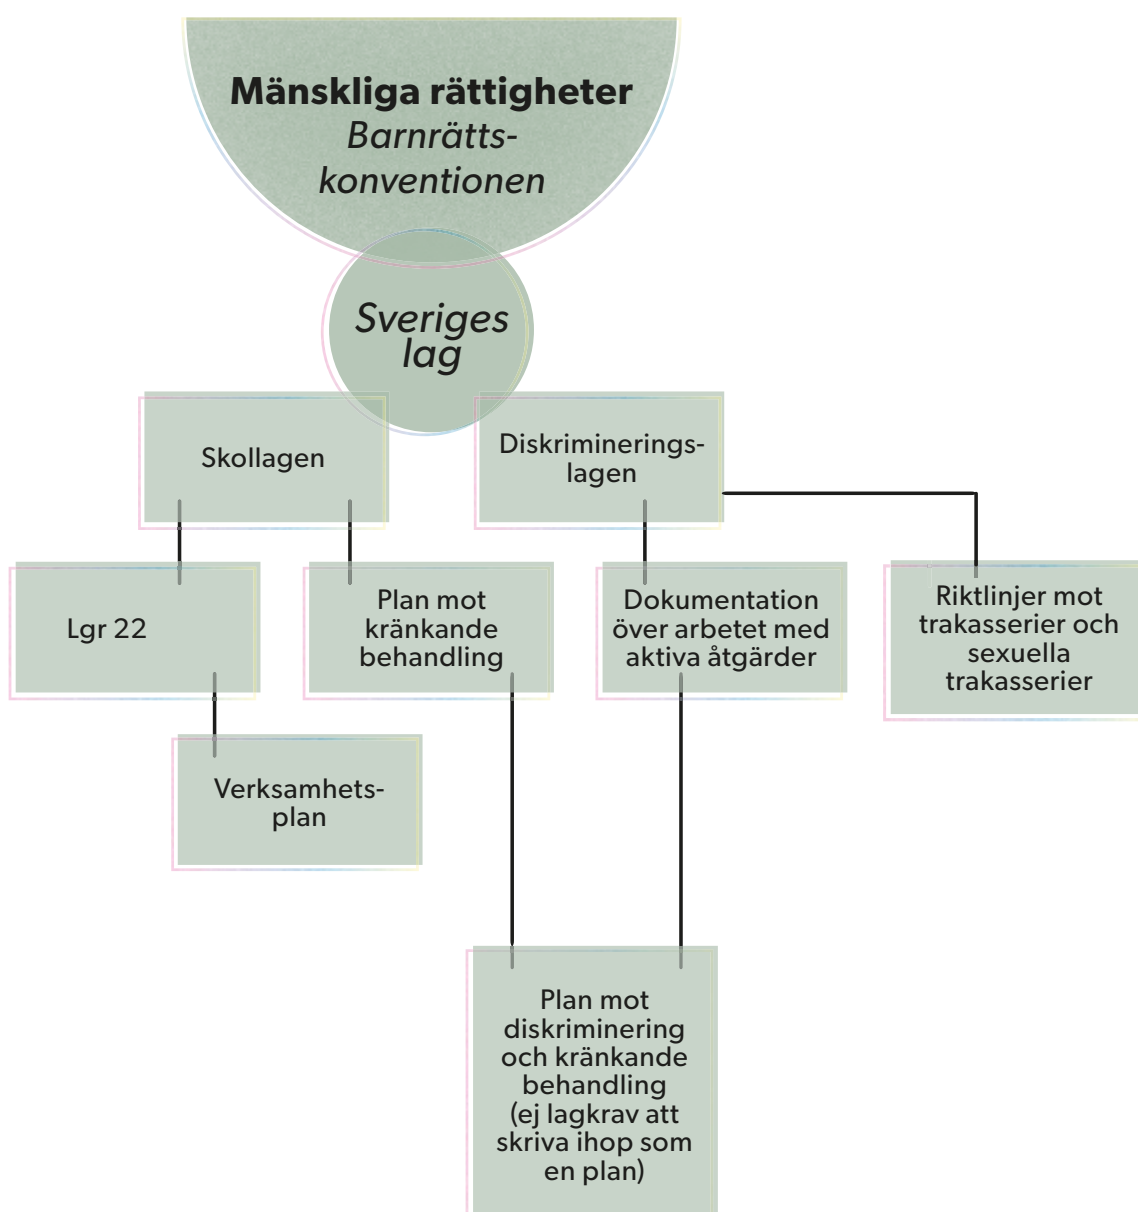 Mänskliga rättigheter
Barnrätts-
konventionen
Sveriges
lag
Skollagen
Diskriminerings-
lagen
Lgr 22
Plan mot
kränkande
behandling
Dokumentation
över arbetet med
aktiva åtgärder
Riktlinjer mot
trakasserier och
sexuella
trakasserier
Verksamhets-
plan
Plan mot
diskriminering
och kränkande
behandling
(ej lagkrav att
skriva ihop som
en plan)